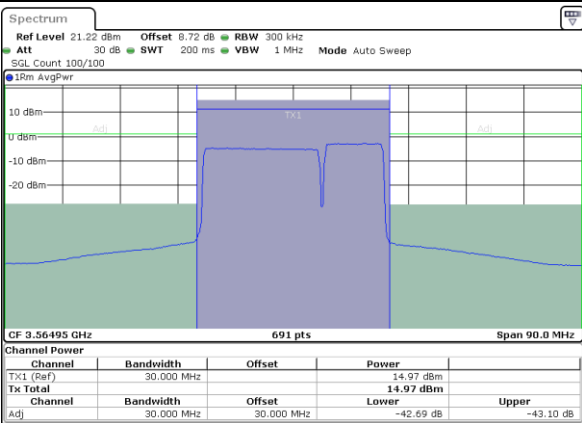 Spectrum
Ref Level 21.22 dBm Offset 8.72 dB RBW 300 kHz
Att 30 dB SWT 200 ms VBW 1 MHz Mode Auto Sweep
SGL Count 100/100
1Rm AvgPwr
10 dBm
TX1
Adj Adj
0 dBm
-10 dBm
-20 dBm
CF 3.56495 GHz 691 pts Span 90.0 MHz
Channel Power
Channel Bandwidth Offset Power
TX1 (Ref) 30.000 MHz 14.97 dBm
Tx Total 14.97 dBm
Channel Bandwidth Offset Lower Upper
Adj 30.000 MHz 30.000 MHz -42.69 dB -43.10 dB